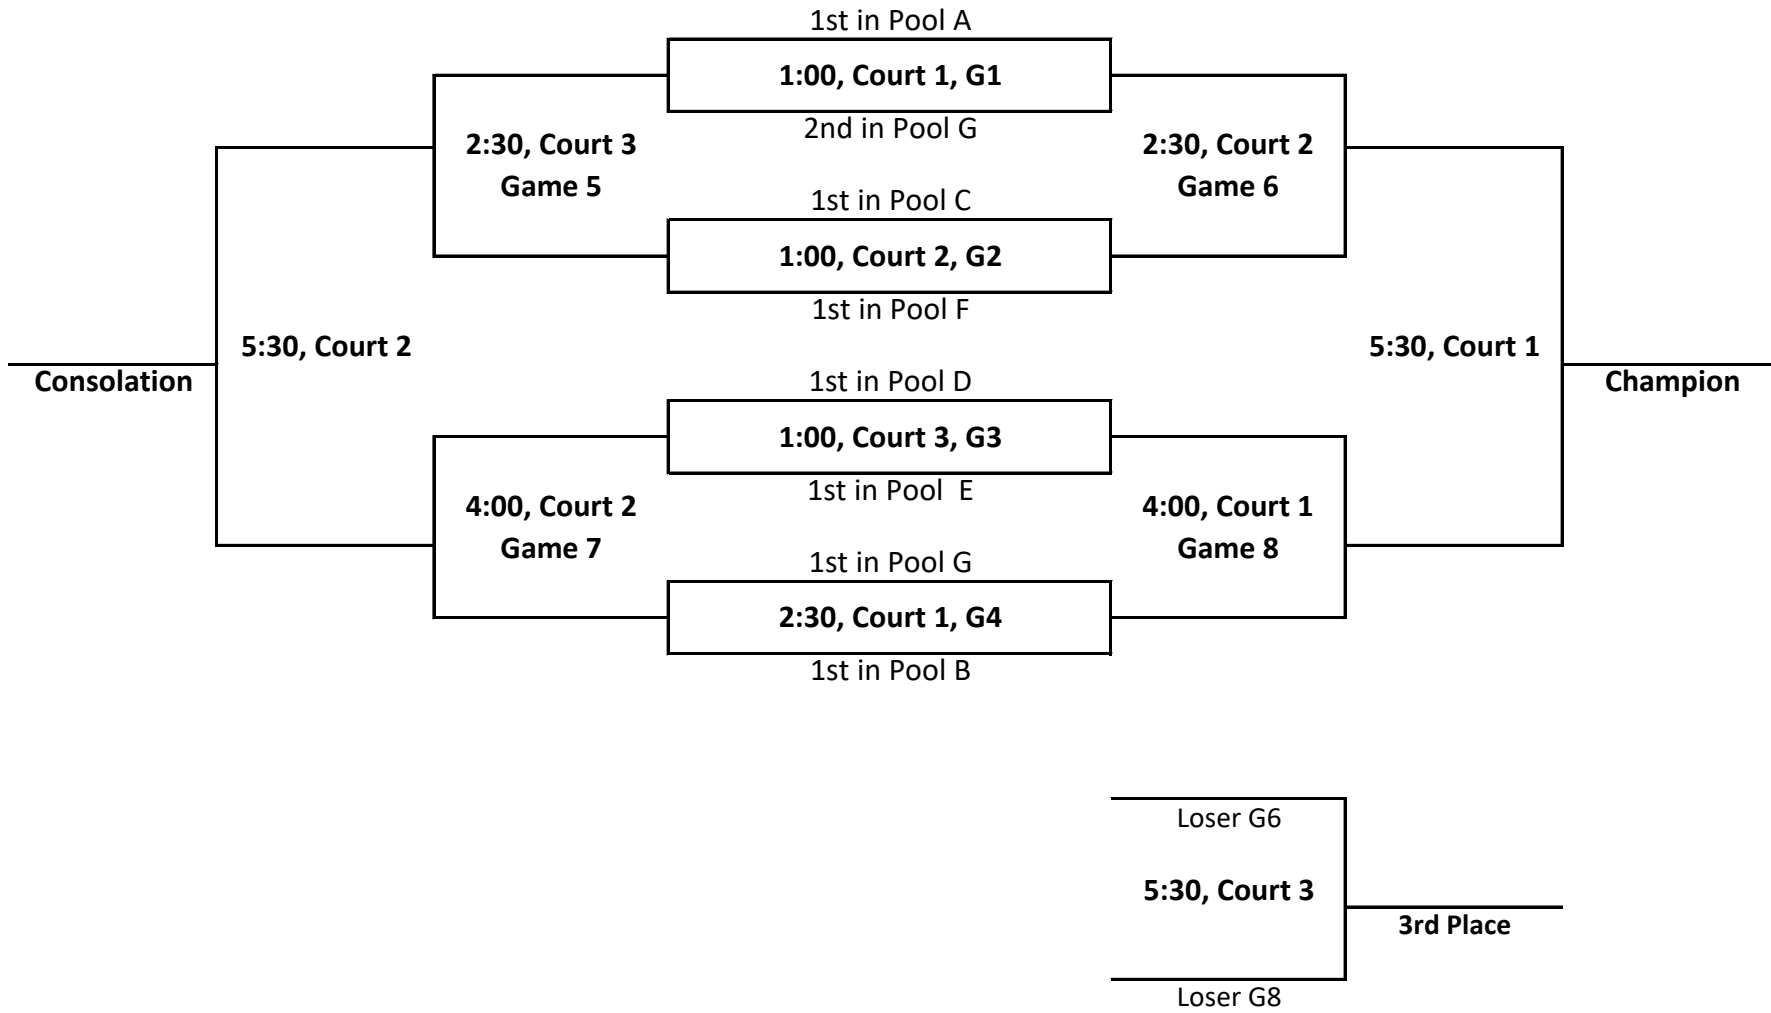 1st in Pool A
1:00, Court 1, G1
2nd in Pool G
2:30, Court 3
Game 5
2:30, Court 2
Game 6
1st in Pool C
1:00, Court 2, G2
1st in Pool F
5:30, Court 2
5:30, Court 1
Consolation
1st in Pool D
Champion
1:00, Court 3, G3
1st in Pool  E
4:00, Court 2
Game 7
4:00, Court 1
Game 8
1st in Pool G
2:30, Court 1, G4
1st in Pool B
Loser G6
5:30, Court 3
3rd Place
Loser G8